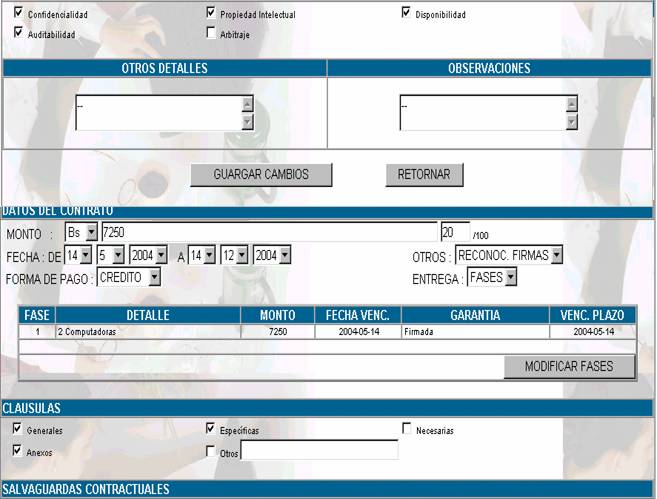 Confidencialidad Propiedad Intelectual Disponibilidad
Auditabilidad Arbitraje
OTROS DETALLES OBSERVACIONES
-- --
GUARGAR CAMBIOS RETORNAR
DATOS DEL CONTRATO
MONTO : Bs 7250 20 /100
FECHA : DE 14 5 2004 A 14 12 2004 OTROS : RECONOC. FIRMAS
FORMA DE PAGO : CREDITO ENTREGA : FASES
FASE DETALLE MONTO FECHA VENC. GARANTIA VENC. PLAZO
1 2 Computadoras 7250 2004-05-14 Firmada 2004-05-14
MODIFICAR FASES
CLAUSULAS
Generales Específicas Necesarias
Anexos Otros
SALVAGUARDAS CONTRACTUALES